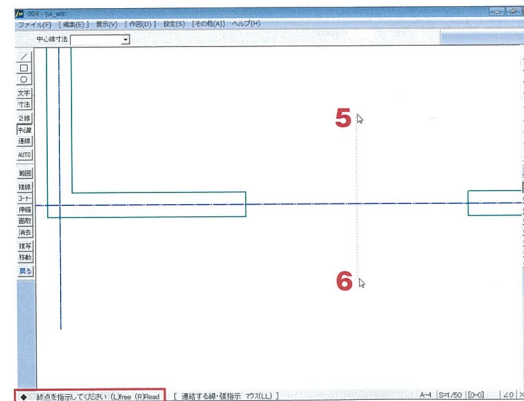 004 - jw_win
ファイル(F) [編集(E)] 表示(V) [作図(D)] 設定(S) [その他(A)] ヘルプ(H)
中心線寸法
文字
寸法
2線
中心線
連線
AUTO
範囲
複線
コーナー
伸縮
面取
消去
複写
移動
戻る
5
6
◆ 終点を指示してください (L)free (R)Read [ 連結する線・弧指示 マウス(LL) ] A-4 S=1/50 [0-0] ∠0